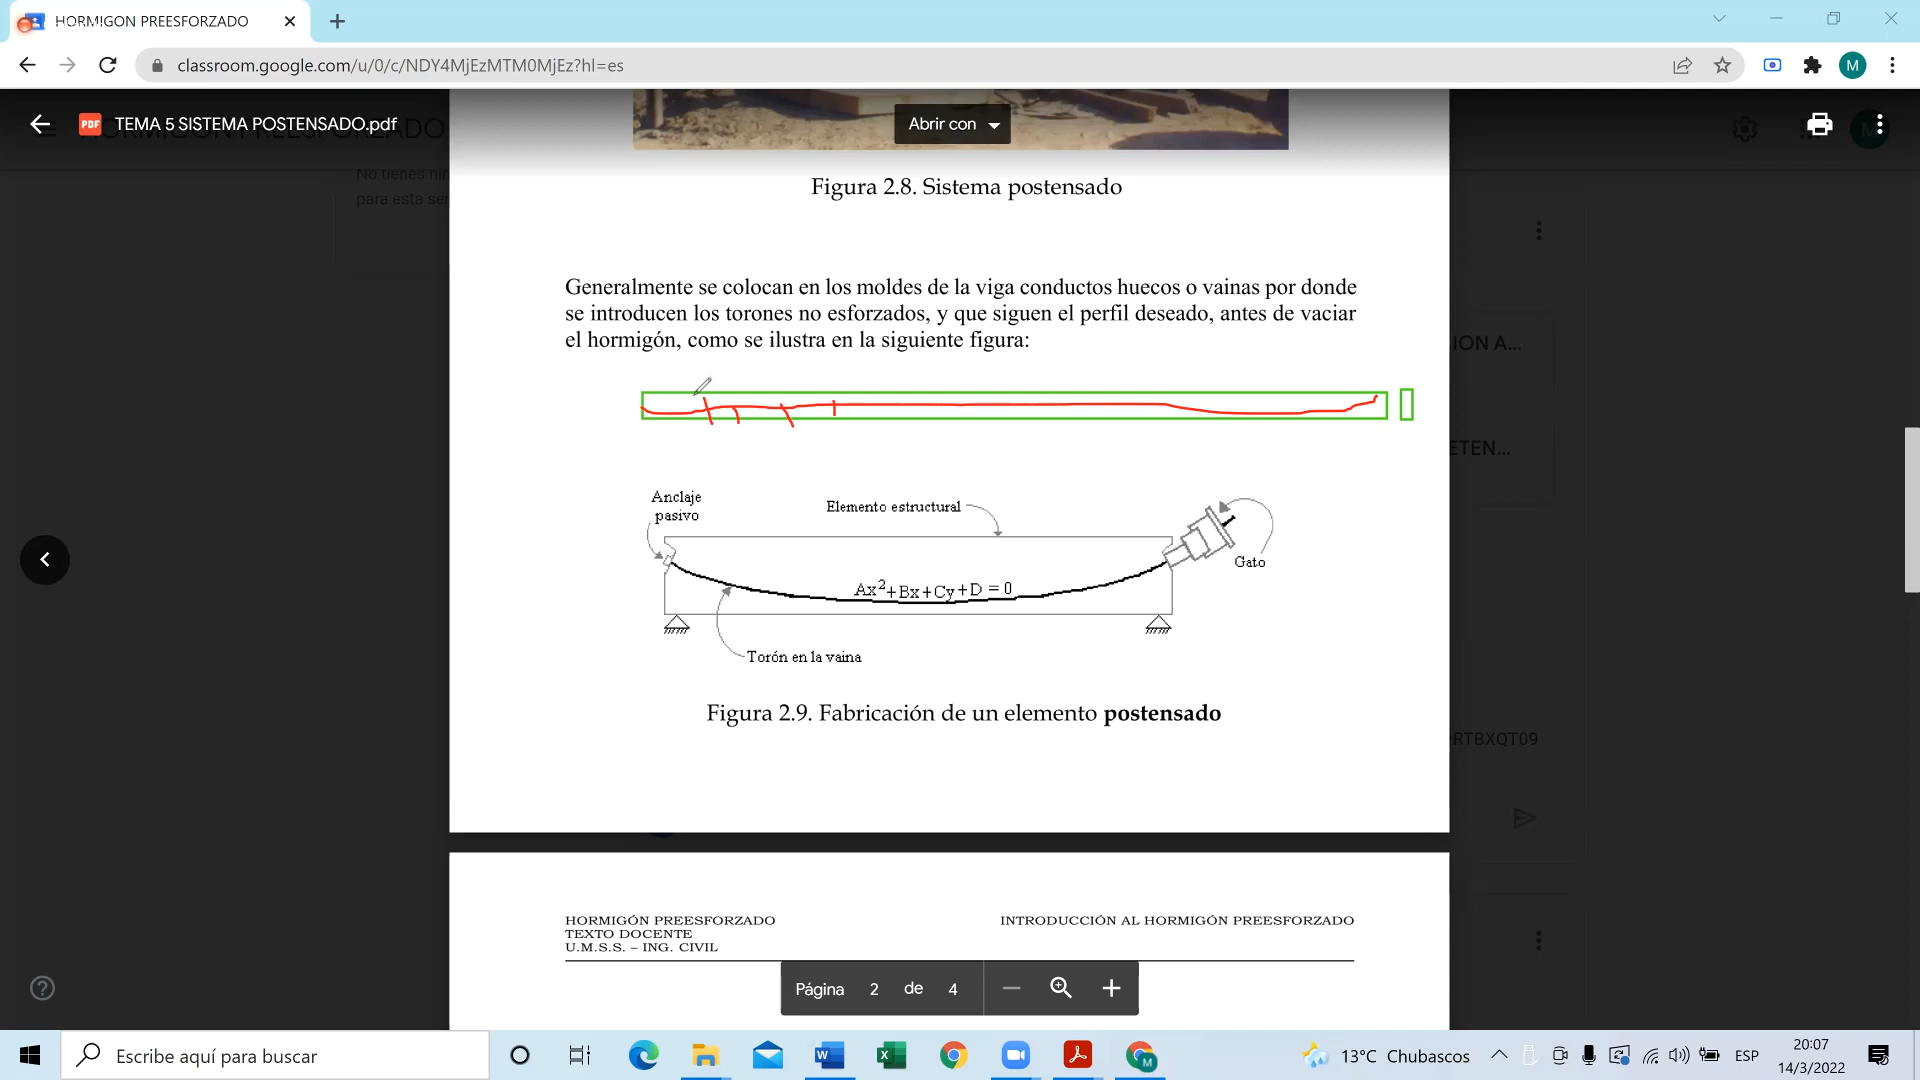 HORMIGON PREESFORZADO
classroom.google.com/u/0/c/NDY4MjEzMTM0MjEz?hl=es
M
PDF TEMA 5 SISTEMA POSTENSADO.pdf
Abrir con
No tienes
para esta
Figura 2.8. Sistema postensado
Generalmente se colocan en los moldes de la viga conductos huecos o vainas por donde
se introducen los torones no esforzados, y que siguen el perfil deseado, antes de vaciar
el hormigón, como se ilustra en la siguiente figura:
ION A...
ETEN...
Anclaje
pasivo
Elemento estructural
Gato
Ax²+Bx+Cy+D = 0
Torón en la vaina
Figura 2.9. Fabricación de un elemento postensado
RTBXQT09
HORMIGÓN PREESFORZADO
TEXTO DOCENTE
U.M.S.S. – ING. CIVIL
INTRODUCCIÓN AL HORMIGÓN PREESFORZADO
Página 2 de 4
Escribe aquí para buscar
13°C Chubascos
ESP
20:07
14/3/2022